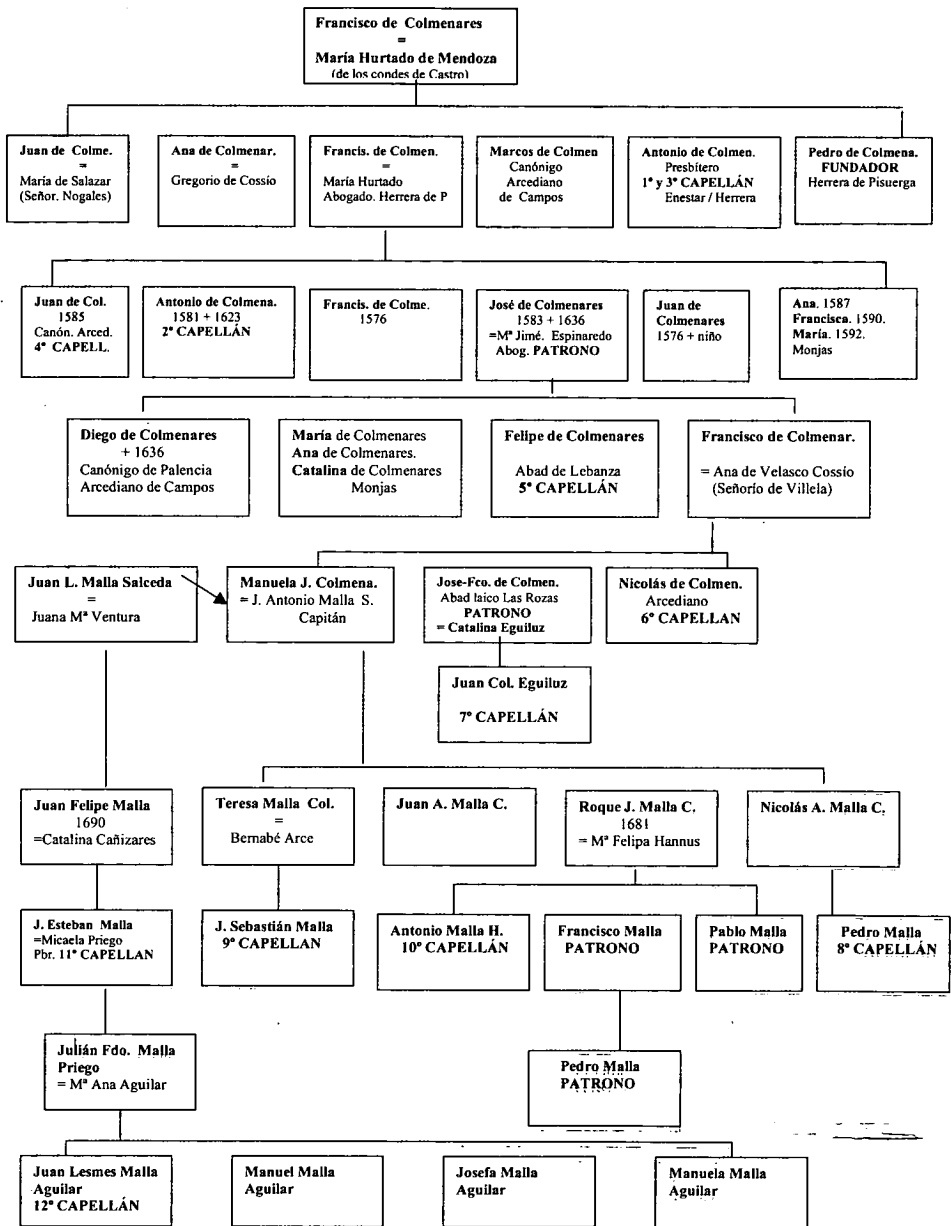 Francisco de Colmenares
=
María Hurtado de Mendoza
(de los condes de Castro)
Juan de Colme.
=
María de Salazar
(Señor. Nogales)
Ana de Colmenar.
=
Gregorio de Cossío
Francis. de Colmen.
=
María Hurtado
Abogado. Herrera de P
Marcos de Colmen
Canónigo
Arcediano
de Campos
Antonio de Colmen.
Presbítero
1º y 3º CAPELLÁN
Enestar / Herrera
Pedro de Colmena.
FUNDADOR
Herrera de Pisuerga
Juan de Col.
1585
Canón. Arced.
4º CAPELL.
Antonio de Colmena.
1581 + 1623
2º CAPELLÁN
Francis. de Colme.
1576
José de Colmenares
1583 + 1636
=Mª Jimé. Espinaredo
Abog. PATRONO
Juan de
Colmenares
1576 + niño
Ana. 1587
Francisca. 1590.
María. 1592.
Monjas
Diego de Colmenares
+ 1636
Canónigo de Palencia
Arcediano de Campos
María de Colmenares
Ana de Colmenares.
Catalina de Colmenares
Monjas
Felipe de Colmenares
Abad de Lebanza
5º CAPELLÁN
Francisco de Colmenar.
= Ana de Velasco Cossío
(Señorío de Villela)
Juan L. Malla Salceda
=
Juana Mª Ventura
Manuela J. Colmena.
= J. Antonio Malla S.
Capitán
Jose-Fco. de Colmen.
Abad laico Las Rozas
PATRONO
= Catalina Eguiluz
Nicolás de Colmen.
Arcediano
6º CAPELLAN
Juan Col. Eguiluz
7º CAPELLÁN
Juan Felipe Malla
1690
=Catalina Cañizares
Teresa Malla Col.
=
Bernabé Arce
Juan A. Malla C.
Roque J. Malla C.
1681
= Mª Felipa Hannus
Nicolás A. Malla C.
J. Esteban Malla
=Micaela Priego
Pbr. 11º CAPELLAN
J. Sebastián Malla
9º CAPELLAN
Antonio Malla H.
10º CAPELLÁN
Francisco Malla
PATRONO
Pablo Malla
PATRONO
Pedro Malla
8º CAPELLÁN
Julián Fdo. Malla
Priego
= Mª Ana Aguilar
Pedro Malla
PATRONO
Juan Lesmes Malla
Aguilar
12º CAPELLÁN
Manuel Malla
Aguilar
Josefa Malla
Aguilar
Manuela Malla
Aguilar